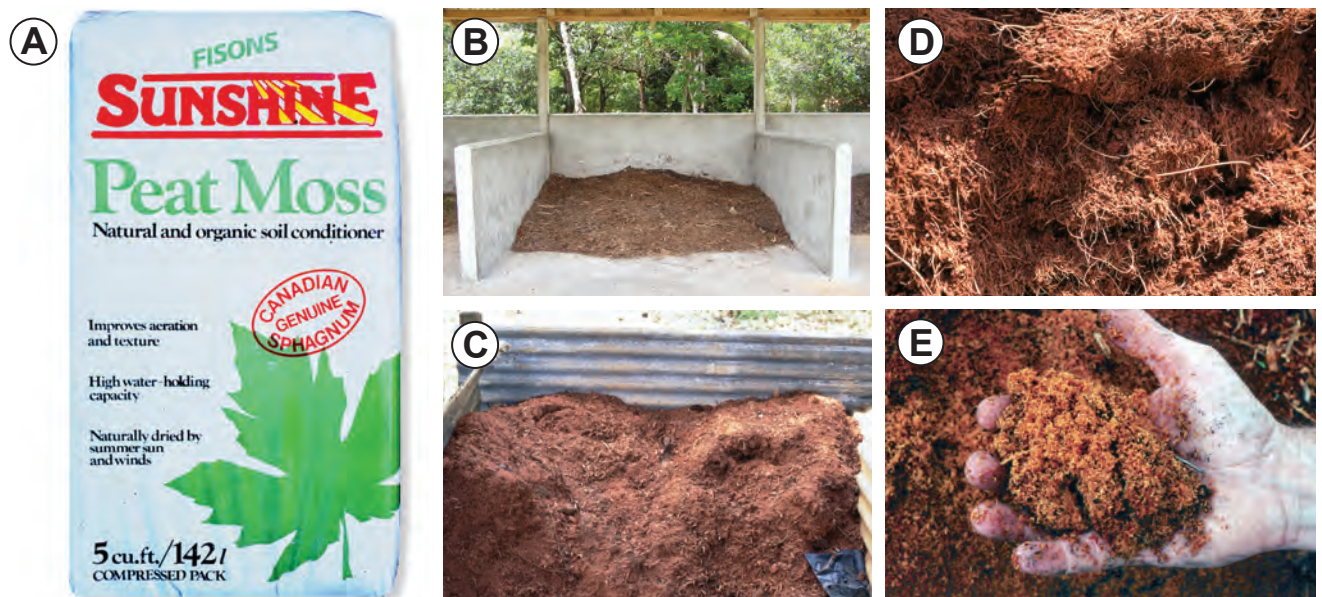 A
FISONS
SUNSHINE
Peat Moss
Natural and organic soil conditioner
CANADIAN
GENUINE
SPHAGNUM
Improves aeration
and texture
High water-holding
capacity
Naturally dried by
summer sun
and winds
5 cu.ft./142l
COMPRESSED PACK
B
C
D
E